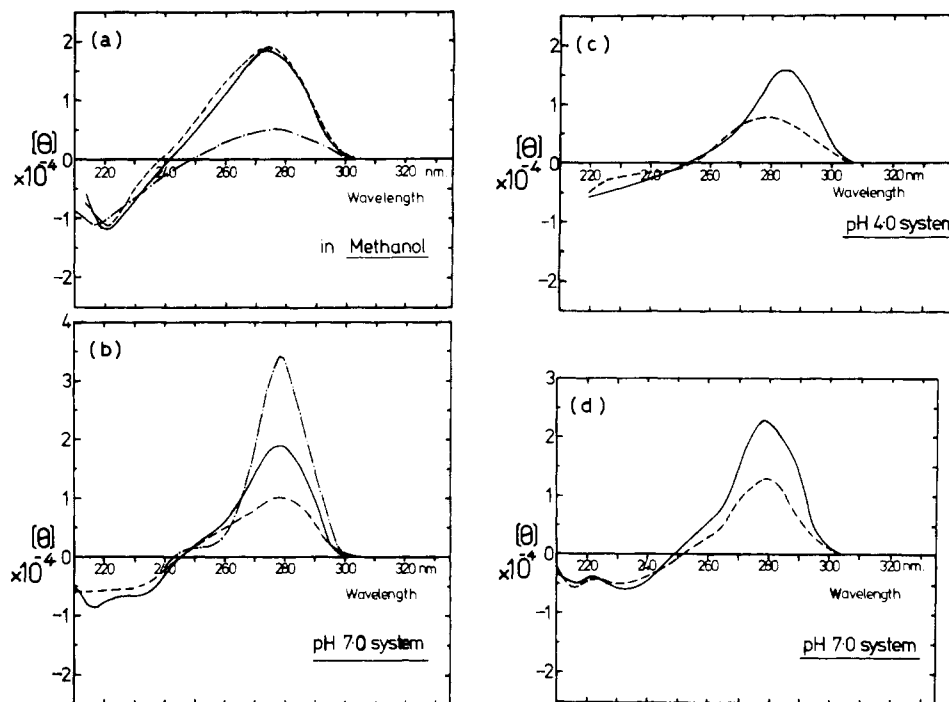 (a)
2
1
0
-1
-2
[θ]
×10⁻⁴
220 240 260 280 300 320 nm.
Wavelength
in Methanol
(b)
4
3
2
1
0
-1
-2
[θ]
×10⁻⁴
220 240 260 280 300 320 nm.
Wavelength
pH 7·0 system
(c)
2
1
0
-1
-2
[θ]
×10⁻⁴
220 240 260 280 300 320 nm.
Wavelength
pH 4·0 system
(d)
3
2
1
0
-1
-2
[θ]
×10⁻⁴
220 240 260 280 300 320 nm.
Wavelength
pH 7·0 system